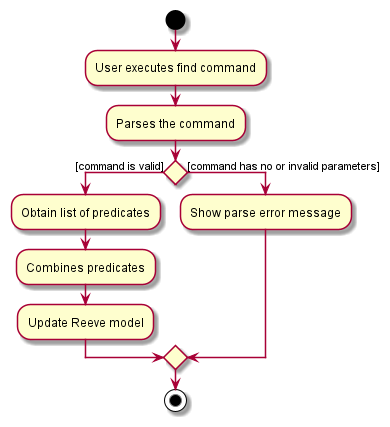 User executes find command
Parses the command
[command is valid]
[command has no or invalid parameters]
Obtain list of predicates
Show parse error message
Combines predicates
Update Reeve model